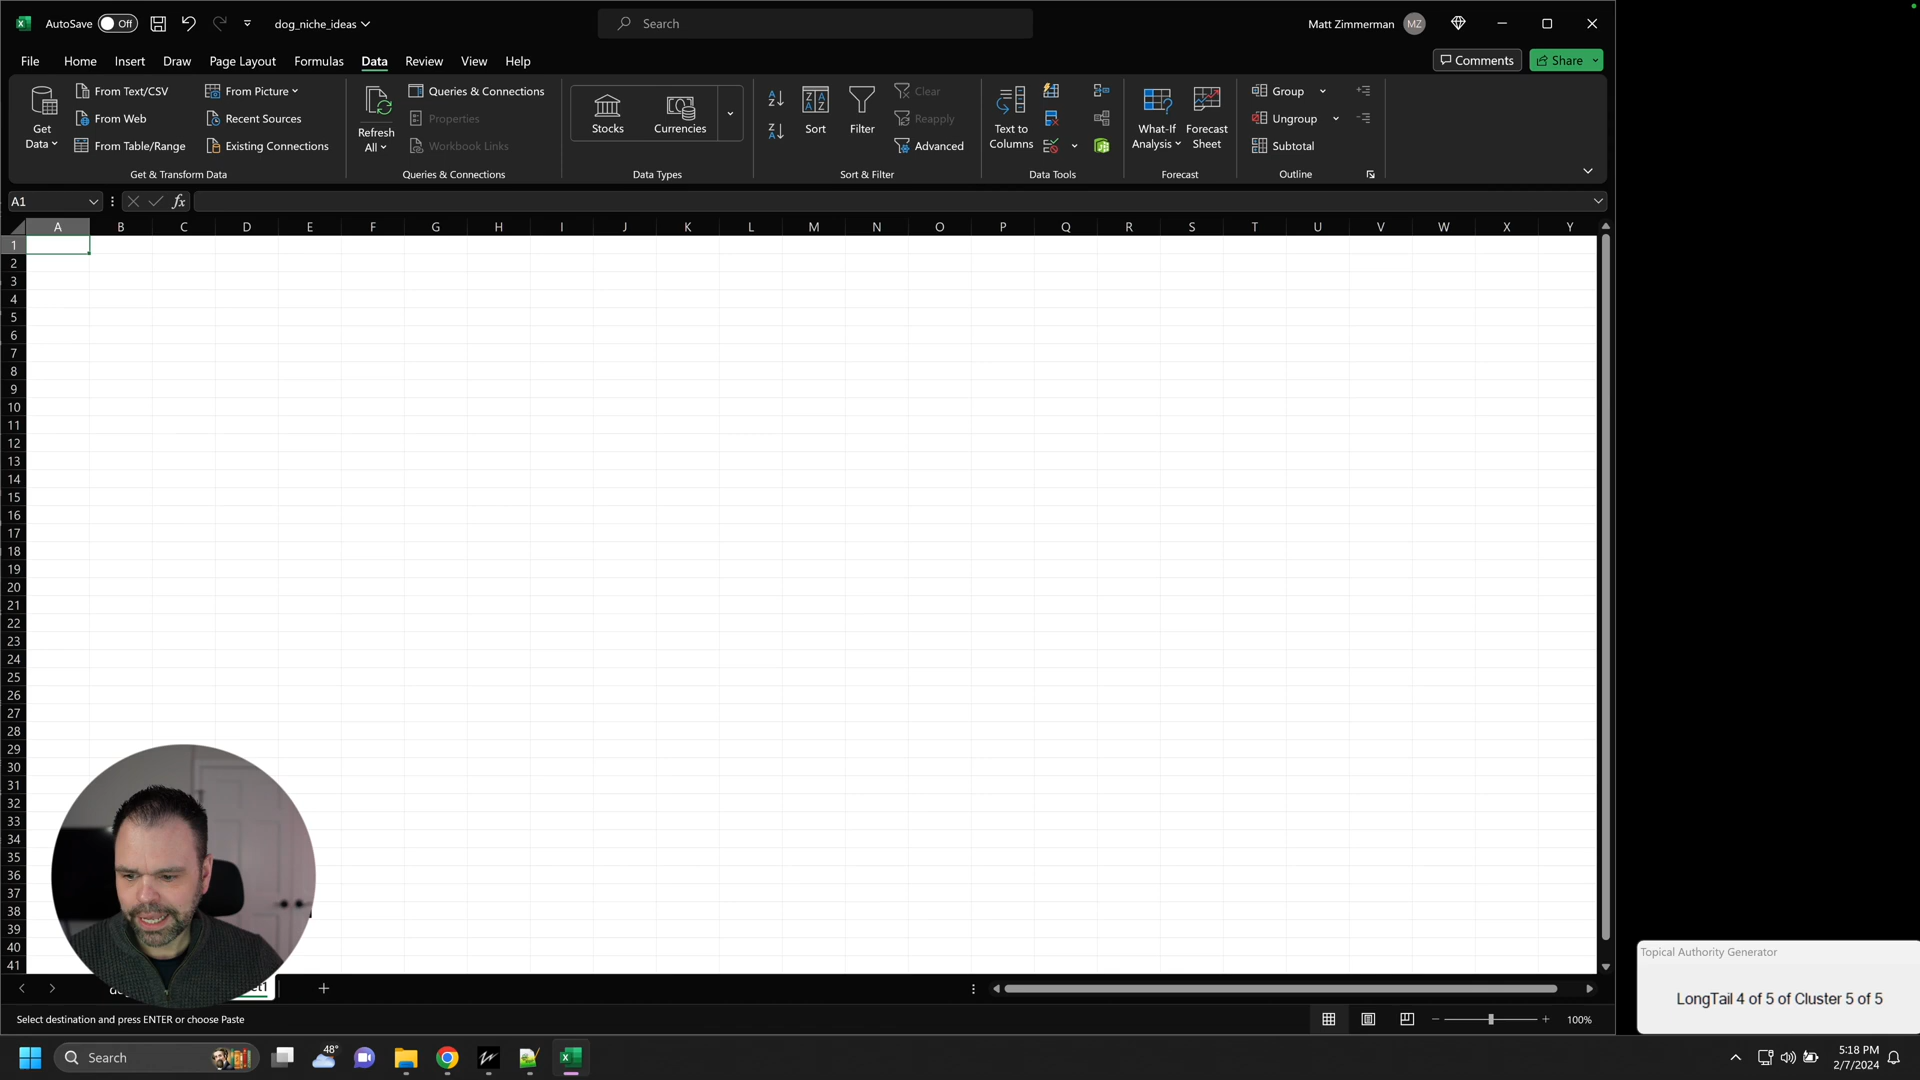 AutoSave Off dog_niche_ideas Search Matt Zimmerman MZ
File Home Insert Draw Page Layout Formulas Data Review View Help Comments Share
Get Data
From Text/CSV
From Web
From Table/Range
From Picture
Recent Sources
Existing Connections
Get & Transform Data
Refresh All
Queries & Connections
Properties
Workbook Links
Queries & Connections
Stocks
Currencies
Data Types
Sort
Filter
Clear
Reapply
Advanced
Sort & Filter
Text to Columns
Data Tools
What-If Analysis
Forecast Sheet
Forecast
Group
Ungroup
Subtotal
Outline
A1 fx
A B C D E F G H I J K L M N O P Q R S T U V W X Y
1
2
3
4
5
6
7
8
9
10
11
12
13
14
15
16
17
18
19
20
21
22
23
24
25
26
27
28
29
30
31
32
33
34
35
36
37
38
39
40
41
Topical Authority Generator
LongTail 4 of 5 of Cluster 5 of 5
Select destination and press ENTER or choose Paste
100%
Search
48°
5:18 PM
2/7/2024